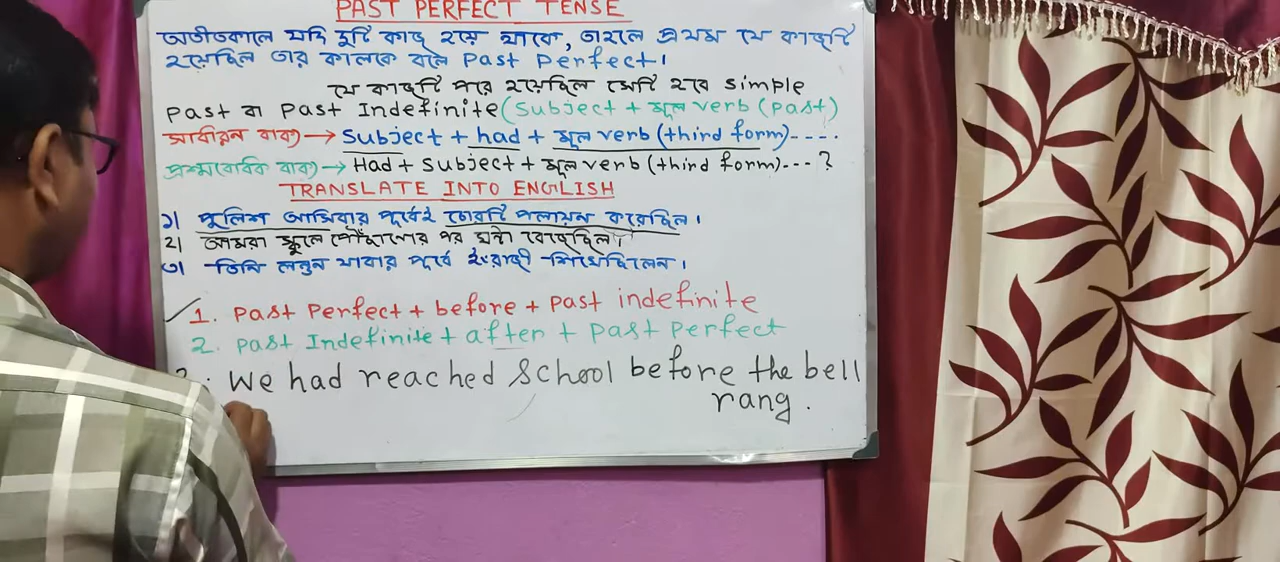 PAST PERFECT TENSE
অতীতকালে যদি দুটি কাজ হয়ে থাকে, তাহলে প্রথম যে কাজটি
হয়েছিল তার কালকে বলে Past Perfect।
যে কাজটি পরে হয়েছিল সেটি হবে simple
Past বা Past Indefinite (Subject + মূল verb (past)
সাধারন বাক্য → Subject + had + মূল verb (third form)----
প্রশ্নবোধক বাক্য → Had + Subject + মূল verb (third form)---?
TRANSLATE INTO ENGLISH
১। পুলিশ আসিবার পূর্বেই চোরটি পলায়ন করেছিল।
২। আমরা স্কুলে পৌঁছানোর পর ঘন্টা বেজেছিল।
৩। তিনি লন্ডন যাবার পূর্বে ইংরাজী শিখেছিলেন।
1. Past Perfect + before + Past indefinite
2. Past Indefinite + after + Past Perfect
We had reached School before the bell
rang.